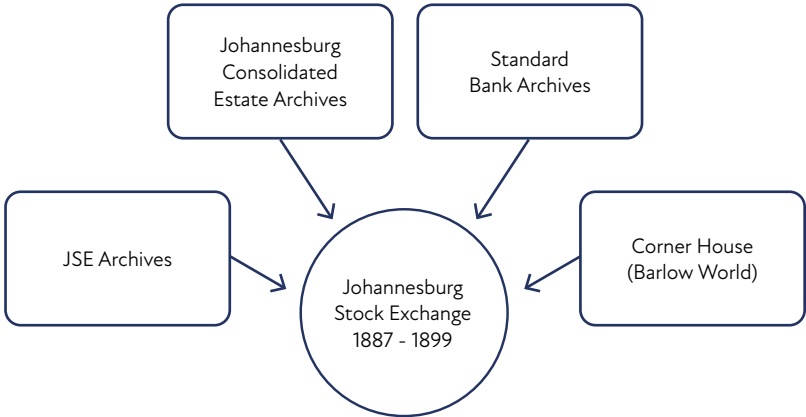 Johannesburg
Consolidated
Estate Archives
Standard
Bank Archives
JSE Archives
Corner House
(Barlow World)
Johannesburg
Stock Exchange
1887 - 1899